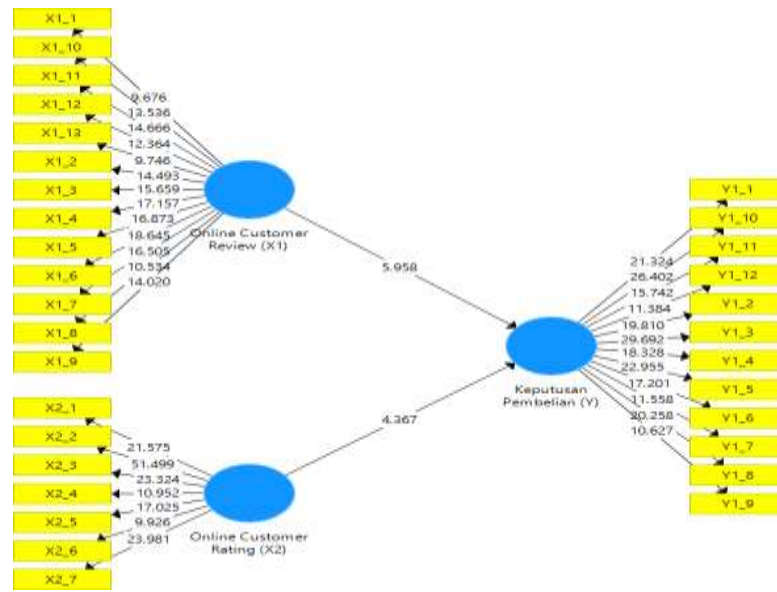 X1_1
X1_10
X1_11
X1_12
X1_13
X1_2
X1_3
X1_4
X1_5
X1_6
X1_7
X1_8
X1_9
9.676
13.536
14.666
12.364
9.746
14.493
15.659
17.157
16.873
18.645
16.505
10.534
14.020
Online Customer
Review (X1)
5.958
X2_1
X2_2
X2_3
X2_4
X2_5
X2_6
X2_7
21.575
51.499
23.324
10.952
17.025
9.926
23.981
Online Customer
Rating (X2)
4.367
Keputusan
Pembelian (Y)
21.324
26.402
15.742
11.384
19.810
29.692
18.328
22.955
17.201
11.558
20.258
10.627
Y1_1
Y1_10
Y1_11
Y1_12
Y1_2
Y1_3
Y1_4
Y1_5
Y1_6
Y1_7
Y1_8
Y1_9